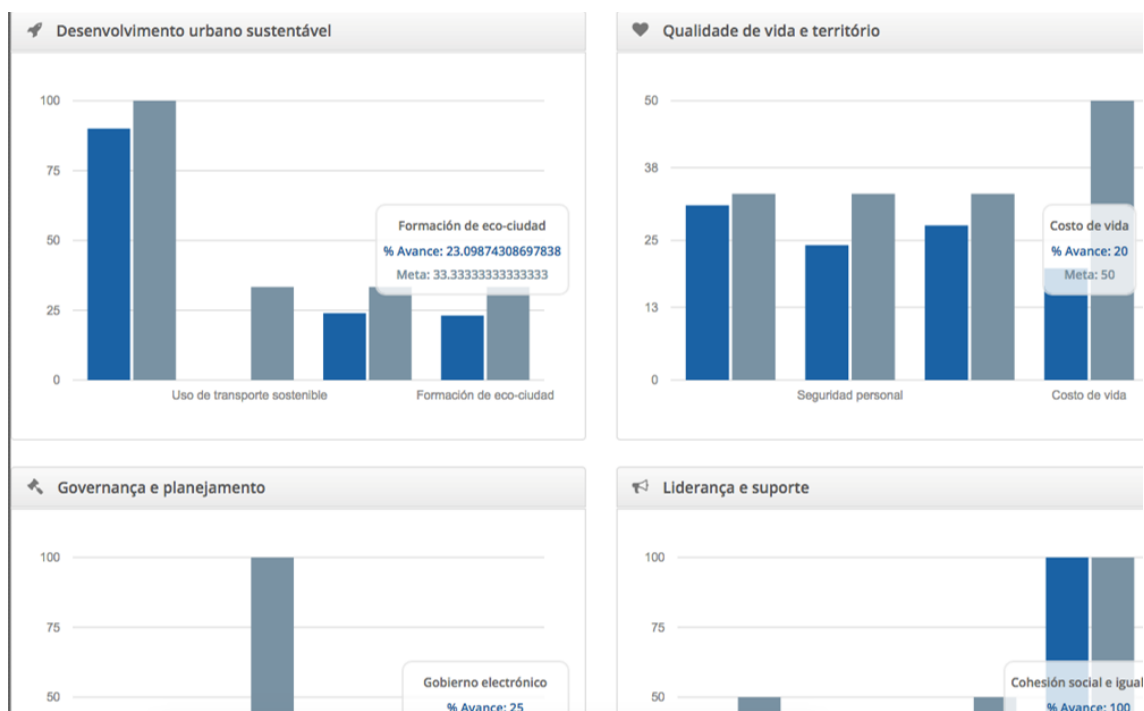 Desenvolvimento urbano sustentável
100
75
50
25
0
Formación de eco-ciudad
% Avance: 23.09874308697838
Meta: 33.33333333333333
Uso de transporte sostenible
Formación de eco-ciudad
Qualidade de vida e território
50
38
25
13
0
Costo de vida
% Avance: 20
Meta: 50
Seguridad personal
Costo de vida
Governança e planejamento
100
75
50
Gobierno electrónico
% Avance: 25
Liderança e suporte
100
75
50
Cohesión social e igual
% Avance: 100